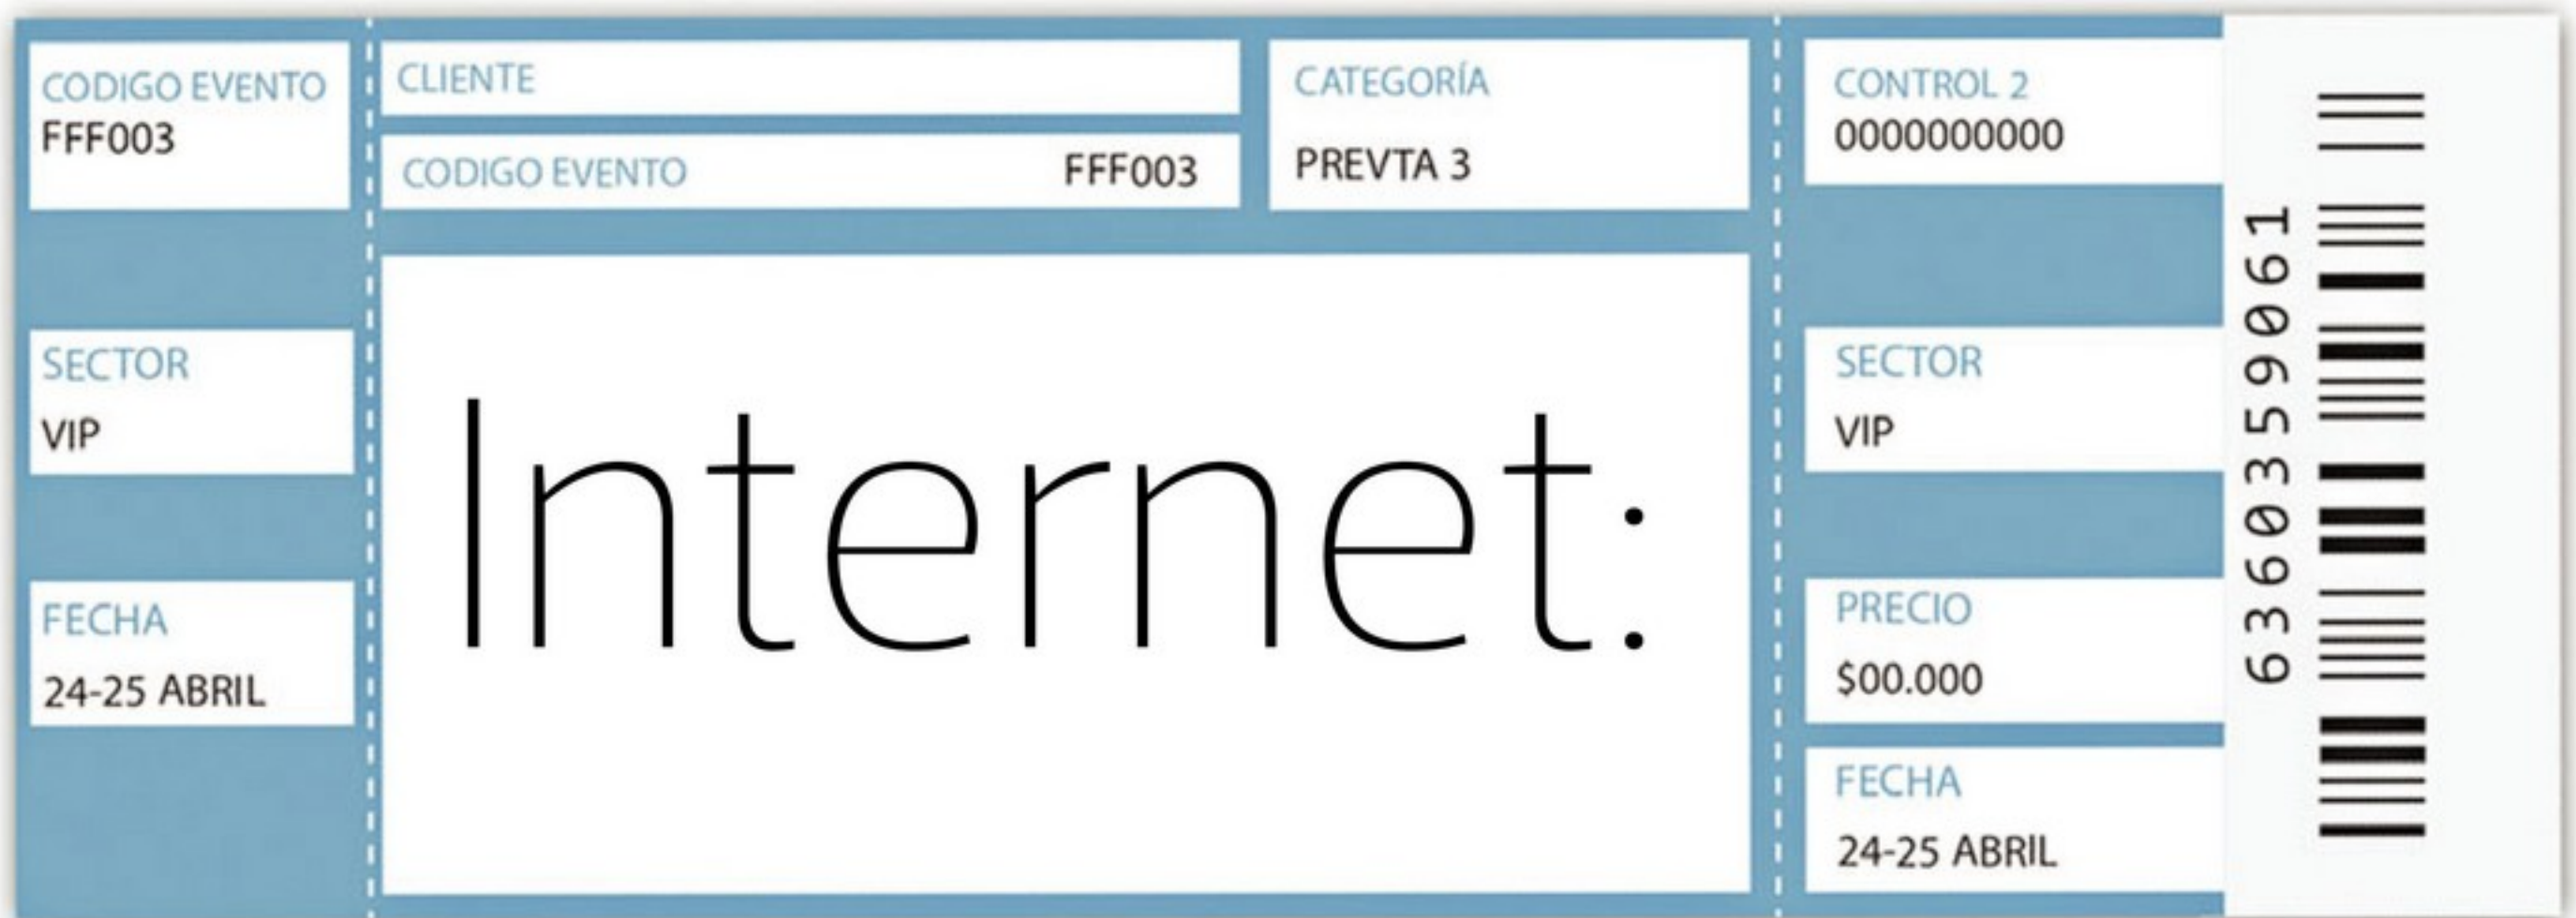 CODIGO EVENTO
FFF003
SECTOR
VIP
FECHA
24-25 ABRIL
CLIENTE
CODIGO EVENTO FFF003
CATEGORÍA
PREVTA 3
Internet:
CONTROL 2
0000000000
SECTOR
VIP
PRECIO
$00.000
FECHA
24-25 ABRIL
6360359061